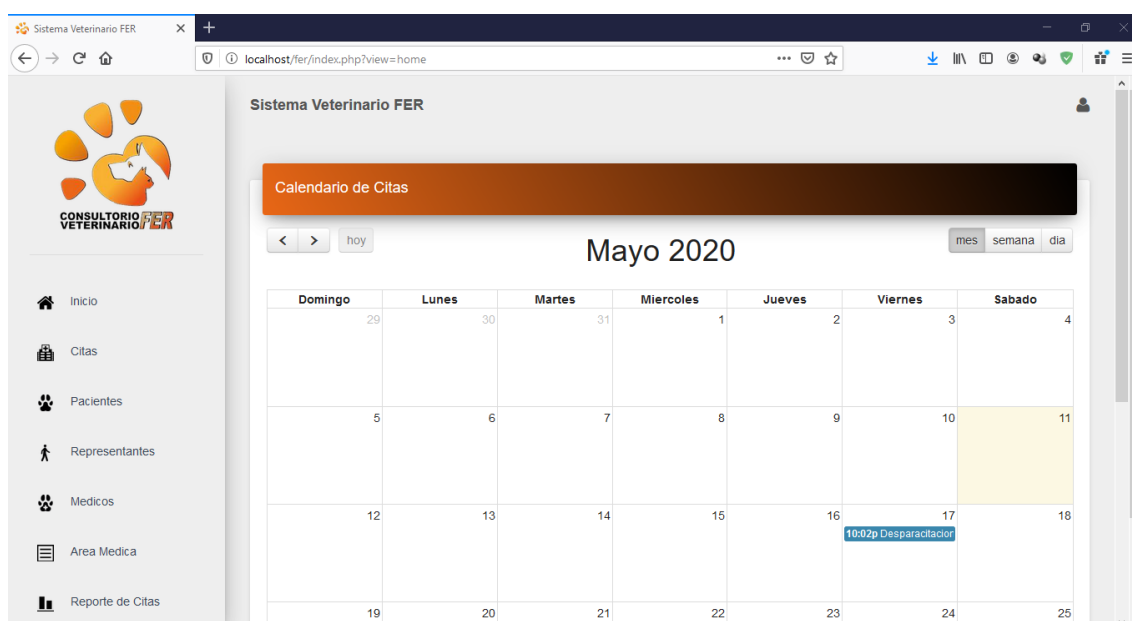 Sistema Veterinario FER
localhost/fer/index.php?view=home
Sistema Veterinario FER
CONSULTORIO
VETERINARIO FER
Inicio
Citas
Pacientes
Representantes
Medicos
Area Medica
Reporte de Citas
Calendario de Citas
hoy
Mayo 2020
mes semana dia
Domingo Lunes Martes Miercoles Jueves Viernes Sabado
29 30 31 1 2 3 4
5 6 7 8 9 10 11
12 13 14 15 16 17 18
10:02p Desparacitacior
19 20 21 22 23 24 25